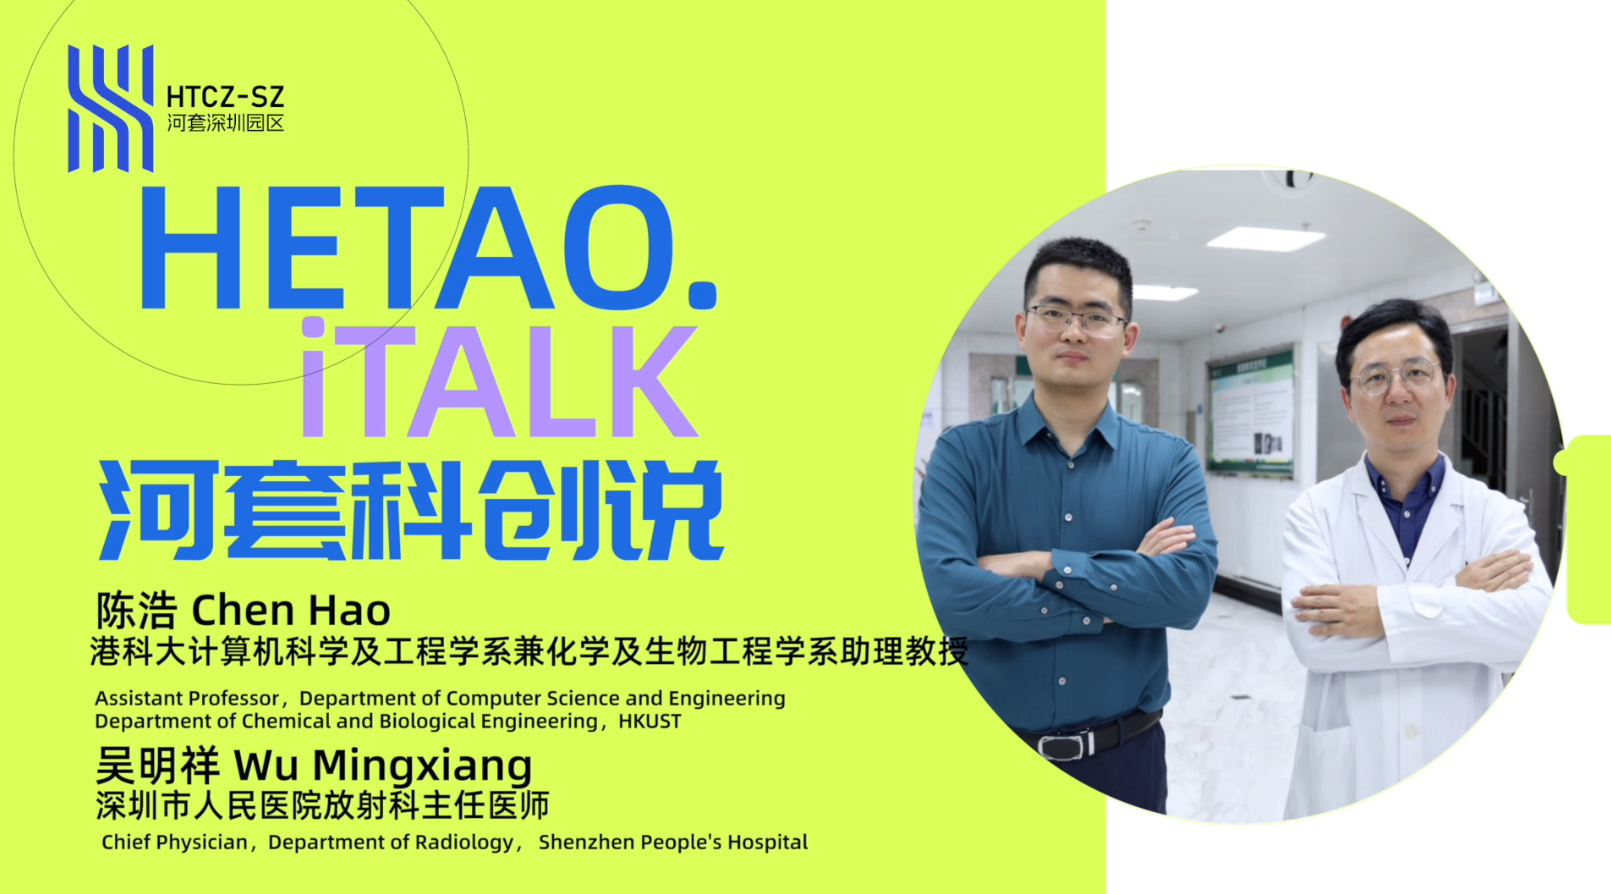 HTCZ-SZ
河套深圳园区
HETAO.
iTALK
河套科创说
陈浩 Chen Hao
港科大计算机科学及工程学系兼化学及生物工程学系助理教授
Assistant Professor，Department of Computer Science and Engineering
Department of Chemical and Biological Engineering，HKUST
吴明祥 Wu Mingxiang
深圳市人民医院放射科主任医师
Chief Physician，Department of Radiology， Shenzhen People's Hospital